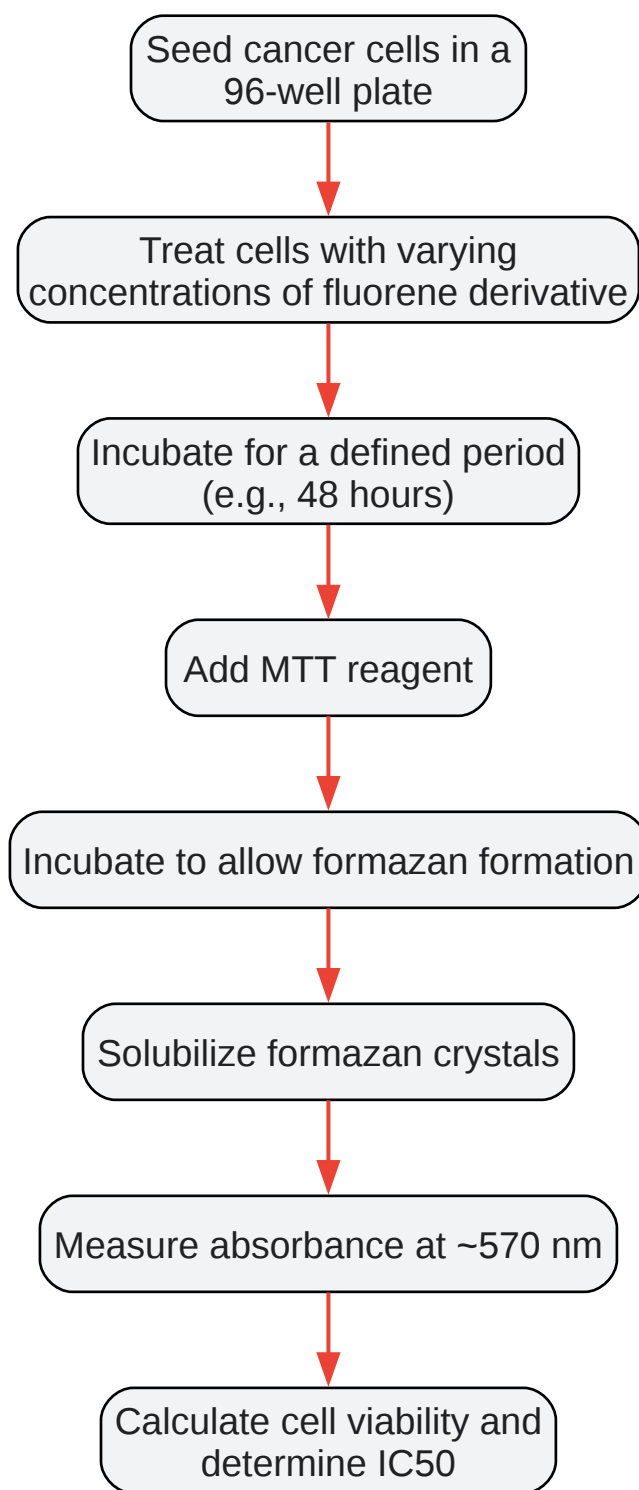 Seed cancer cells in a
96-well plate
Treat cells with varying
concentrations of fluorene derivative
Incubate for a defined period
(e.g., 48 hours)
Add MTT reagent
Incubate to allow formazan formation
Solubilize formazan crystals
Measure absorbance at ~570 nm
Calculate cell viability and
determine IC50